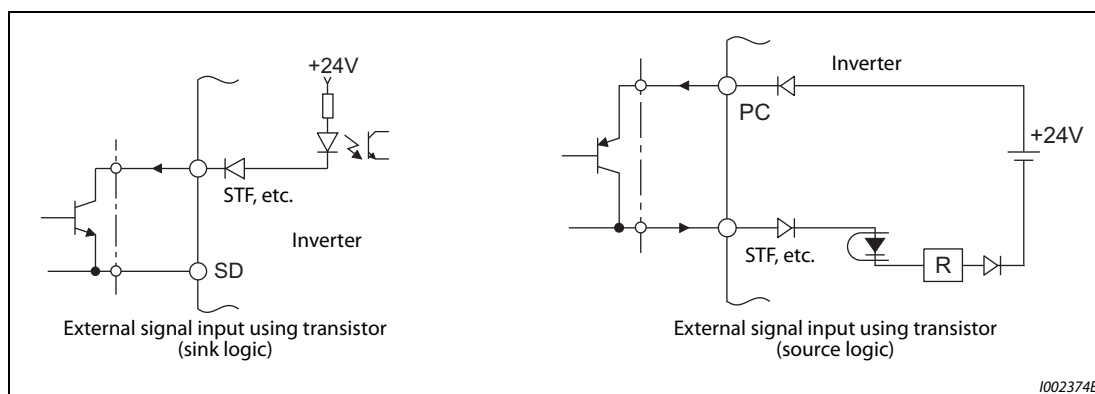 +24V
STF, etc.
Inverter
SD
External signal input using transistor
(sink logic)
Inverter
PC
+24V
STF, etc.
R
External signal input using transistor
(source logic)
I002374E